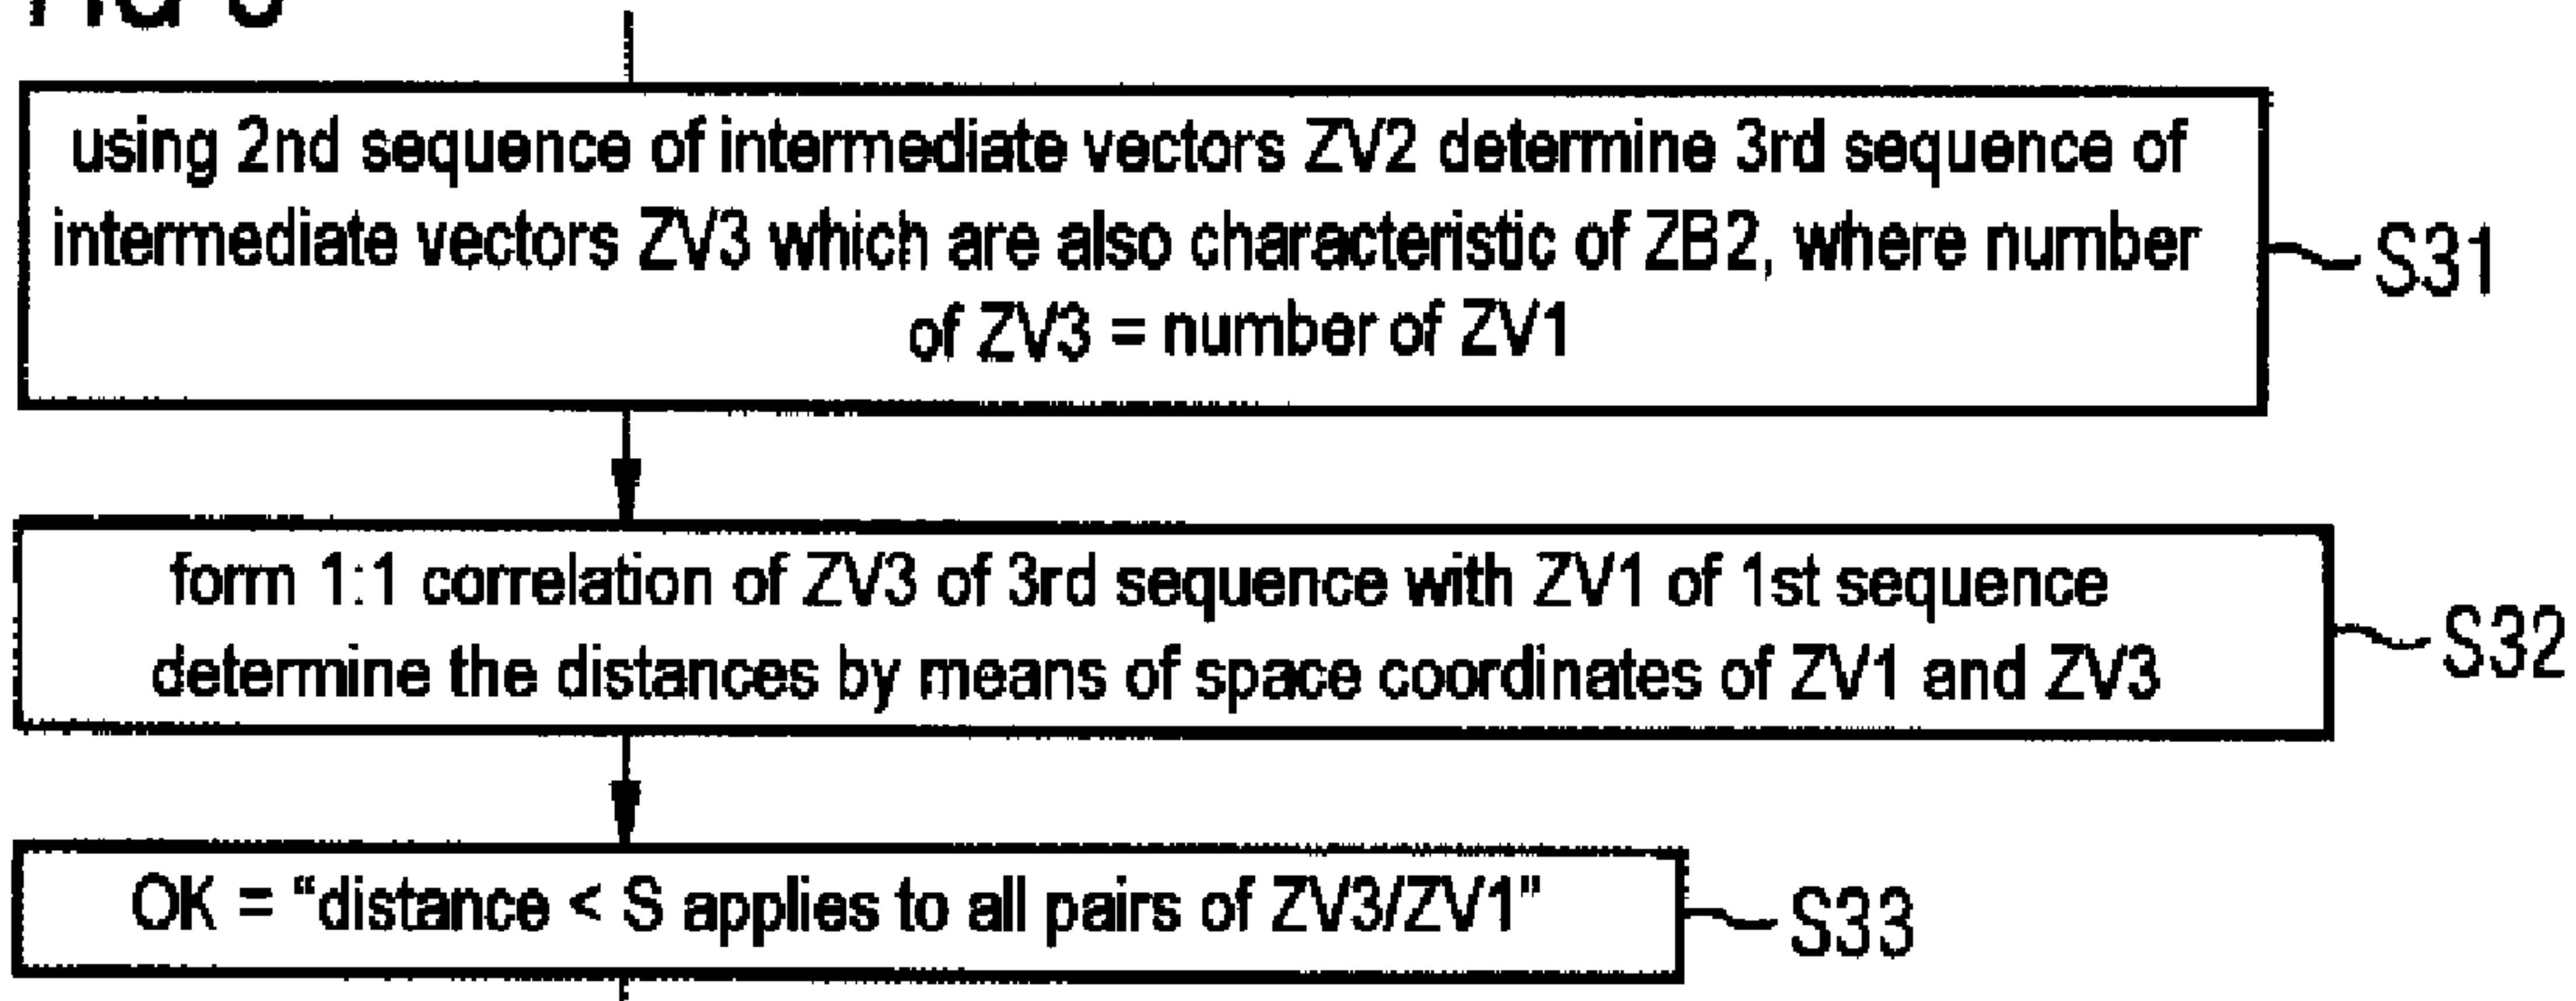 using 2nd sequence of intermediate vectors ZV2 determine 3rd sequence of
intermediate vectors ZV3 which are also characteristic of ZB2, where number
of ZV3 = number of ZV1
S31
form 1:1 correlation of ZV3 of 3rd sequence with ZV1 of 1st sequence
determine the distances by means of space coordinates of ZV1 and ZV3
S32
OK = “distance < S applies to all pairs of ZV3/ZV1”
S33